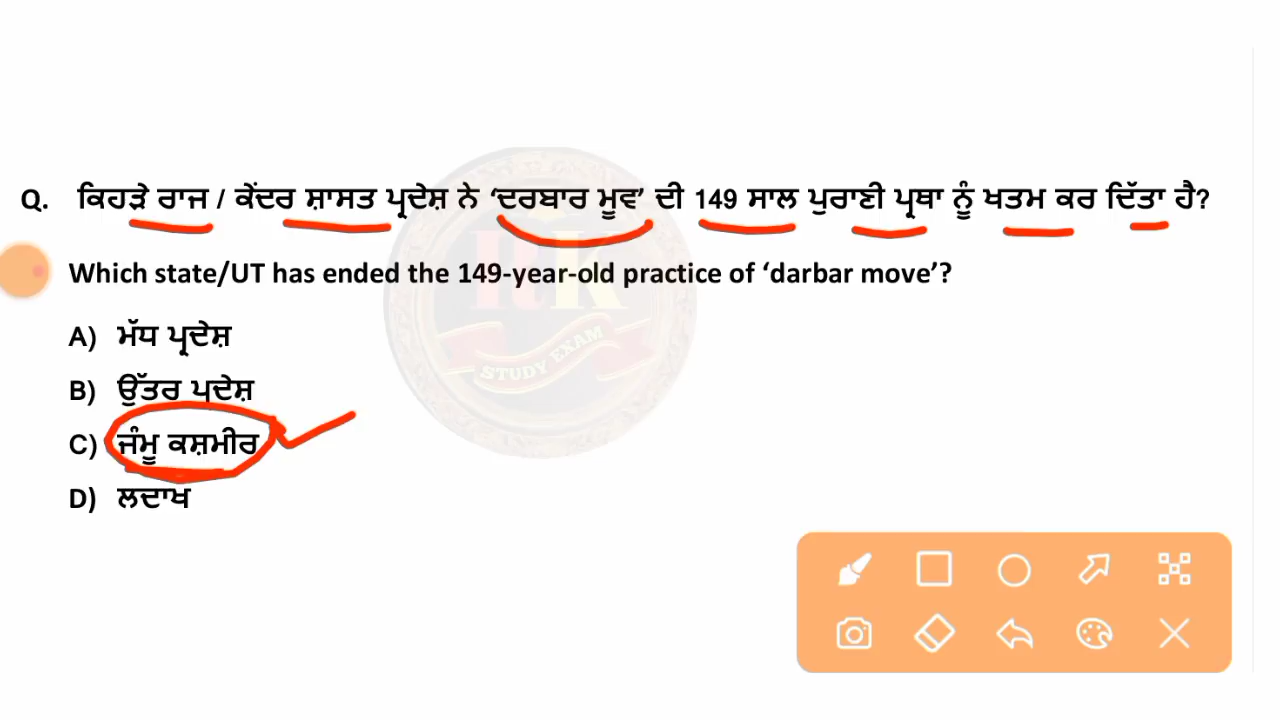 Q. ਕਿਹੜੇ ਰਾਜ / ਕੇਂਦਰ ਸ਼ਾਸਤ ਪ੍ਰਦੇਸ਼ ਨੇ ‘ਦਰਬਾਰ ਮੂਵ’ ਦੀ 149 ਸਾਲ ਪੁਰਾਣੀ ਪ੍ਰਥਾ ਨੂੰ ਖਤਮ ਕਰ ਦਿੱਤਾ ਹੈ?
Which state/UT has ended the 149-year-old practice of ‘darbar move’?
A) ਮੱਧ ਪ੍ਰਦੇਸ਼
B) ਉੱਤਰ ਪ੍ਰਦੇਸ਼
C) ਜੰਮੂ ਕਸ਼ਮੀਰ
D) ਲਦਾਖ
RK
STUDY EXAM